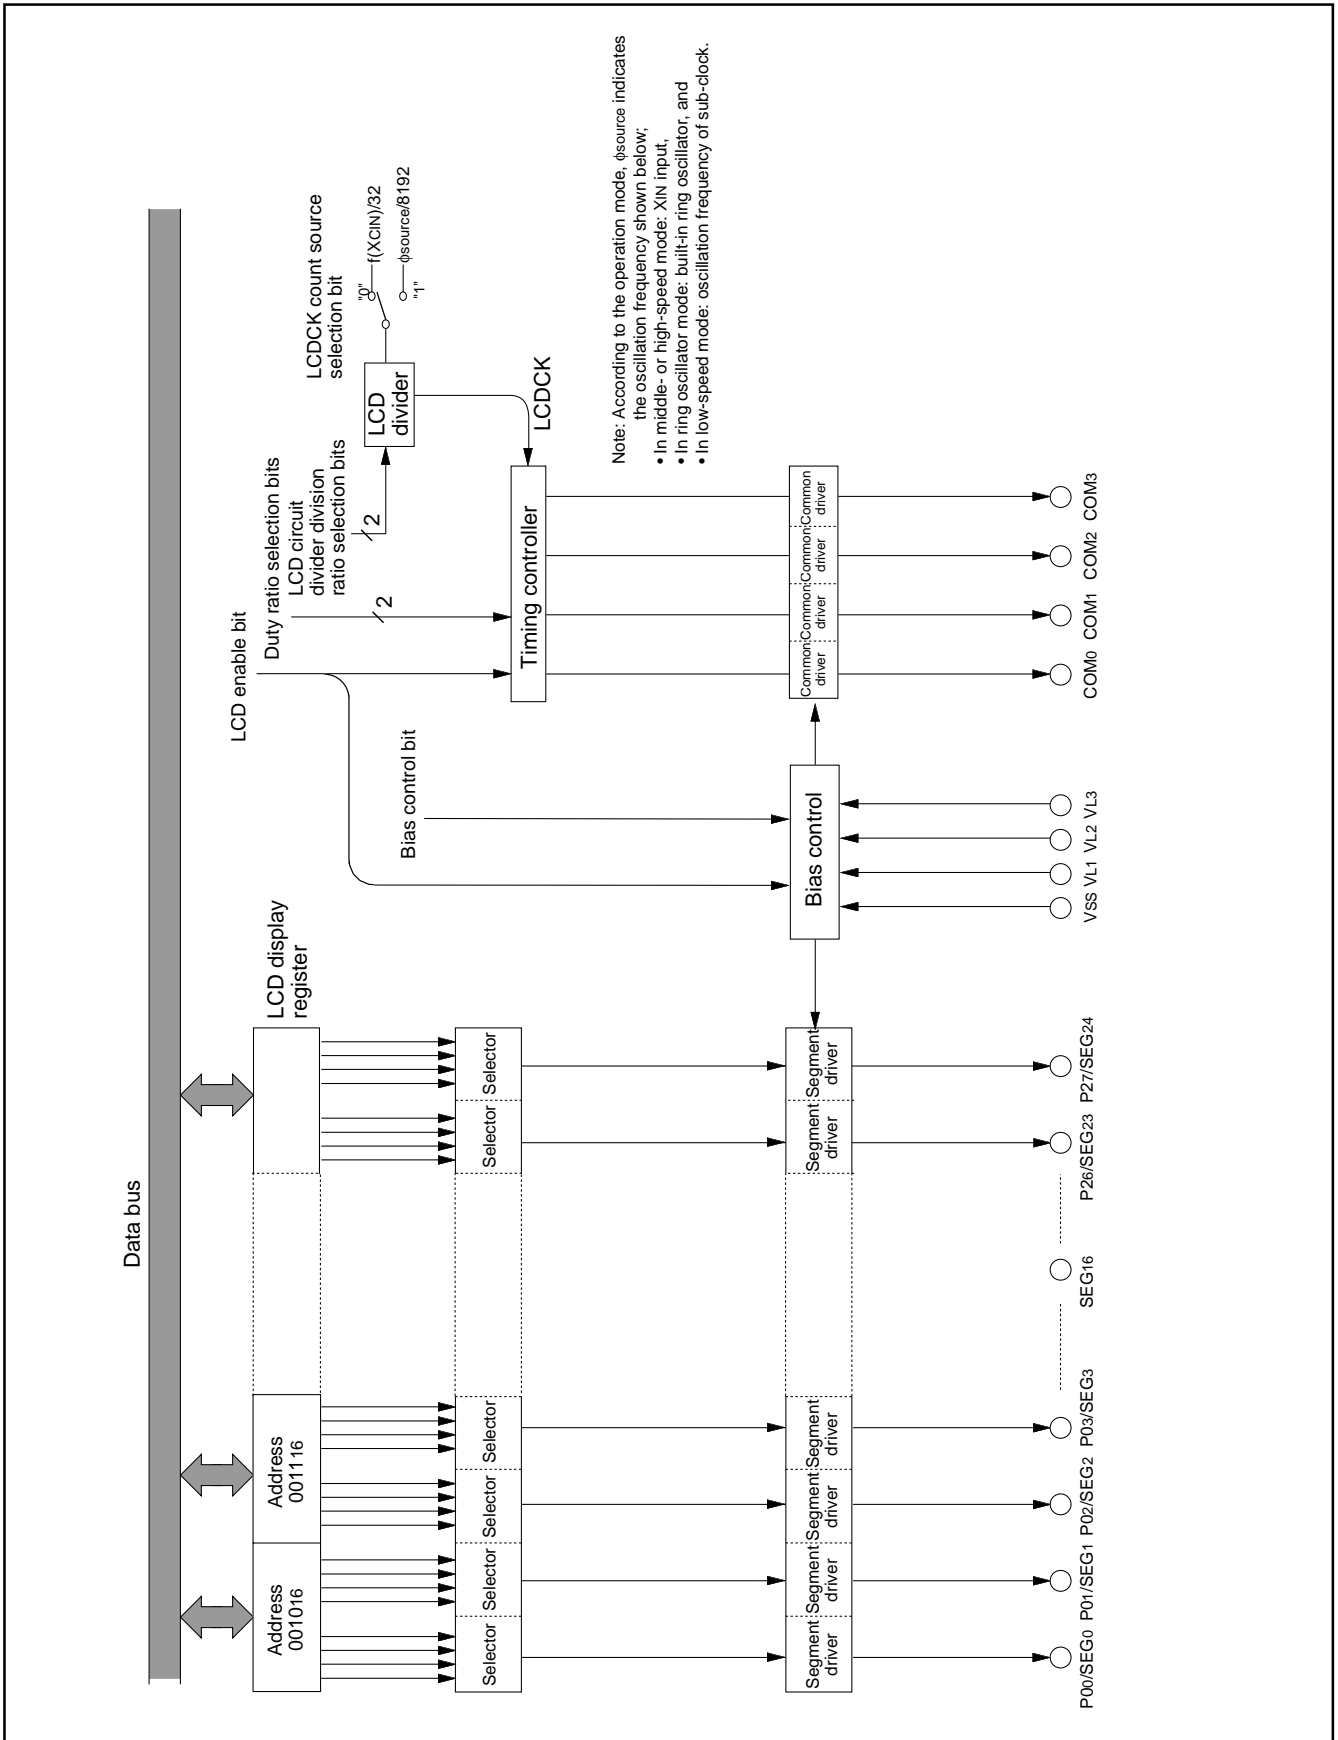 Data bus
LCD enable bit
Duty ratio selection bits
LCD circuit
divider division
ratio selection bits
LCDCK count source
selection bit
"0"
f(XCIN)/32
φsource/8192
"1"
2
2
LCD
divider
LCDCK
LCD display
register
Bias control bit
Address
001016
Address
001116
Timing controller
Note: According to the operation mode, φsource indicates
the oscillation frequency shown below;
• In middle- or high-speed mode: XIN input,
• In ring oscillator mode: built-in ring oscillator, and
• In low-speed mode: oscillation frequency of sub-clock.
Selector
Selector
Selector
Selector
Selector
Selector
Segment
driver
Segment
driver
Segment
driver
Segment
driver
Segment
driver
Segment
driver
Bias control
Common
driver
Common
driver
Common
driver
Common
driver
P00/SEG0
P01/SEG1
P02/SEG2
P03/SEG3
SEG16
P26/SEG23
P27/SEG24
VSS
VL1
VL2
VL3
COM0
COM1
COM2
COM3